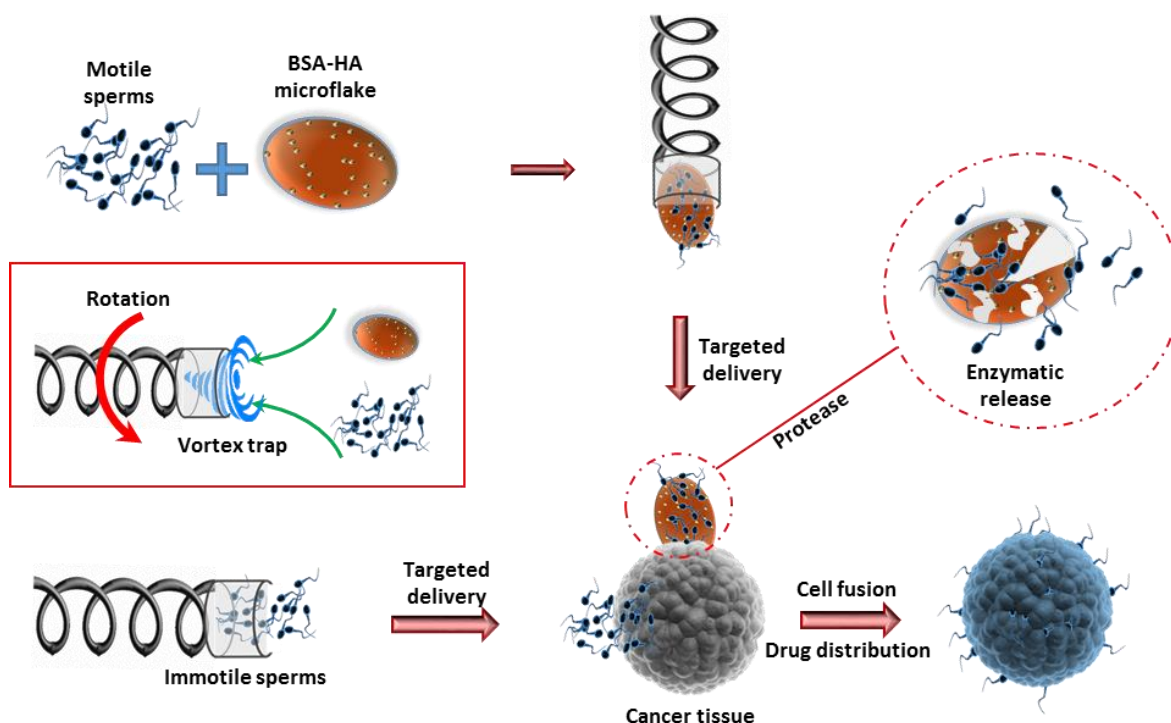 Motile
sperms
BSA-HA
microflake
Rotation
Vortex trap
Targeted
delivery
Protease
Enzymatic
release
Immotile sperms
Targeted
delivery
Cancer tissue
Cell fusion
Drug distribution